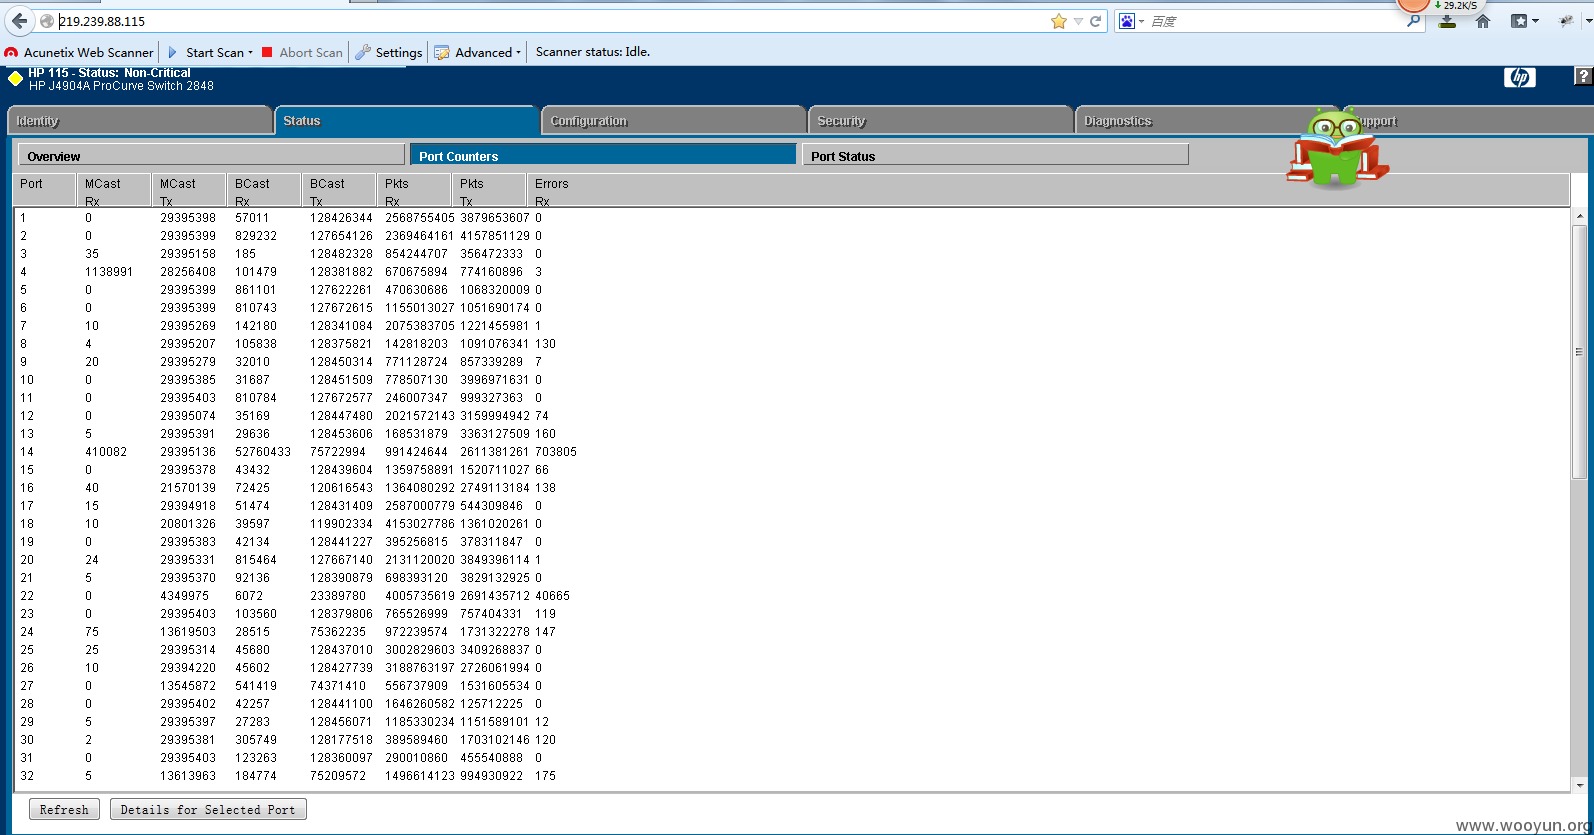 29.2K/S
219.239.88.115
百度
Acunetix Web Scanner Start Scan Abort Scan Settings Advanced Scanner status: Idle.
HP 115 - Status: Non-Critical
HP J4904A ProCurve Switch 2848
hp
?
Identity Status Configuration Security Diagnostics upport
Overview Port Counters Port Status
Port MCast MCast BCast BCast Pkts Pkts Errors
Rx Tx Rx Tx Rx Tx Rx
1 0 29395398 57011 128426344 2568755405 3879653607 0
2 0 29395399 829232 127654126 2369464161 4157851129 0
3 35 29395158 185 128482328 854244707 356472333 0
4 1138991 28256408 101479 128381882 670675894 774160896 3
5 0 29395399 861101 127622261 470630686 1068320009 0
6 0 29395399 810743 127672615 1155013027 1051690174 0
7 10 29395269 142180 128341084 2075383705 1221455981 1
8 4 29395207 105838 128375821 142818203 1091076341 130
9 20 29395279 32010 128450314 771128724 857339289 7
10 0 29395385 31687 128451509 778507130 3996971631 0
11 0 29395403 810784 127672577 246007347 999327363 0
12 0 29395074 35169 128447480 2021572143 3159994942 74
13 5 29395391 29636 128453606 168531879 3363127509 160
14 410082 29395136 52760433 75722994 991424644 2611381261 703805
15 0 29395378 43432 128439604 1359758891 1520711027 66
16 40 21570139 72425 120616543 1364080292 2749113184 138
17 15 29394918 51474 128431409 2587000779 544309846 0
18 10 20801326 39597 119902334 4153027786 1361020261 0
19 0 29395383 42134 128441227 395256815 378311847 0
20 24 29395331 815464 127667140 2131120020 3849396114 1
21 5 29395370 92136 128390879 698393120 3829132925 0
22 0 4349975 6072 23389780 4005735619 2691435712 40665
23 0 29395403 103560 128379806 765526999 757404331 119
24 75 13619503 28515 75362235 972239574 1731322278 147
25 25 29395314 45680 128437010 3002829603 3409268837 0
26 10 29394220 45602 128427739 3188763197 2726061994 0
27 0 13545872 541419 74371410 556737909 1531605534 0
28 0 29395402 42257 128441100 1646260582 125712225 0
29 5 29395397 27283 128456071 1185330234 1151589101 12
30 2 29395381 305749 128177518 389589460 1703102146 120
31 0 29395403 123263 128360097 290010860 455540888 0
32 5 13613963 184774 75209572 1496614123 994930922 175
Refresh Details for Selected Port
www.wooyun.org